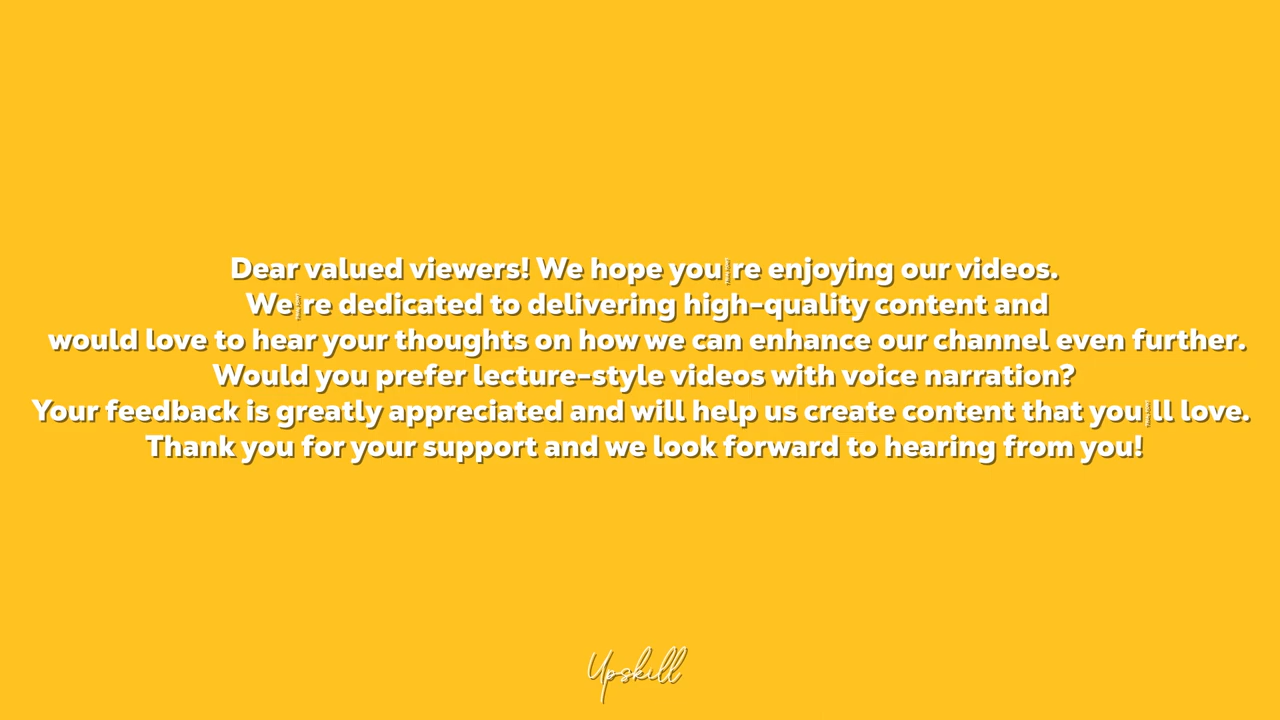 Dear valued viewers! We hope you're enjoying our videos.
We're dedicated to delivering high-quality content and
would love to hear your thoughts on how we can enhance our channel even further.
Would you prefer lecture-style videos with voice narration?
Your feedback is greatly appreciated and will help us create content that you'll love.
Thank you for your support and we look forward to hearing from you!
Upskill